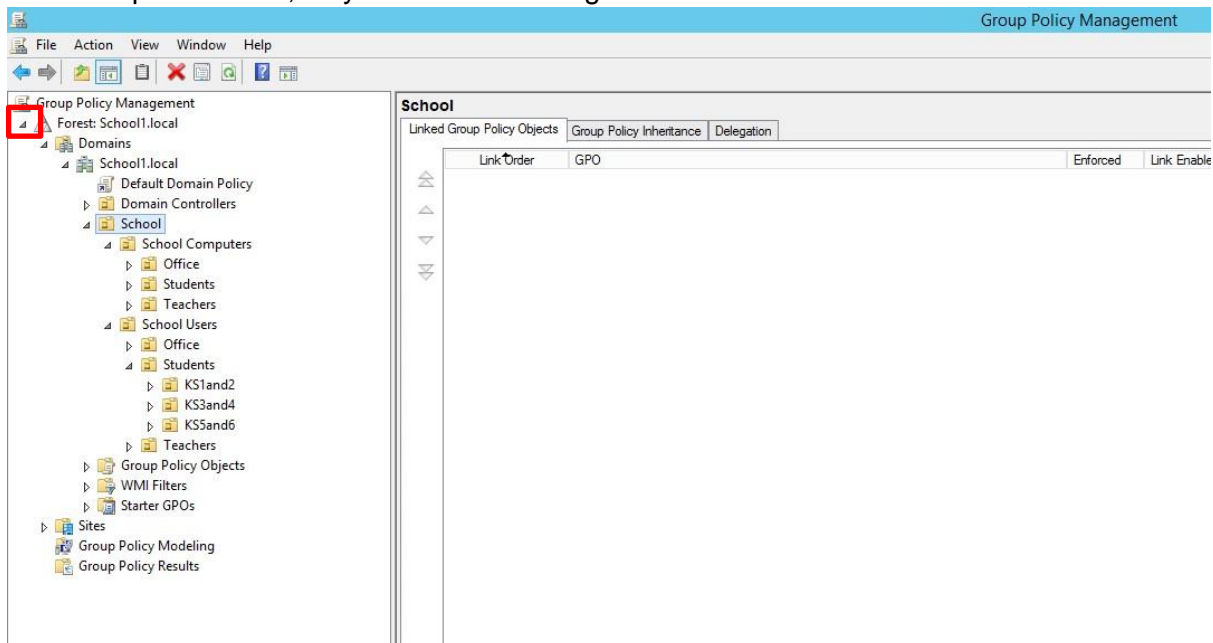 Group Policy Management
File Action View Window Help
Group Policy Management
Forest: School1.local
Domains
School1.local
Default Domain Policy
Domain Controllers
School
School Computers
Office
Students
Teachers
School Users
Office
Students
KS1and2
KS3and4
KS5and6
Teachers
Group Policy Objects
WMI Filters
Starter GPOs
Sites
Group Policy Modeling
Group Policy Results
School
Linked Group Policy Objects Group Policy Inheritance Delegation
Link Order GPO Enforced Link Enable